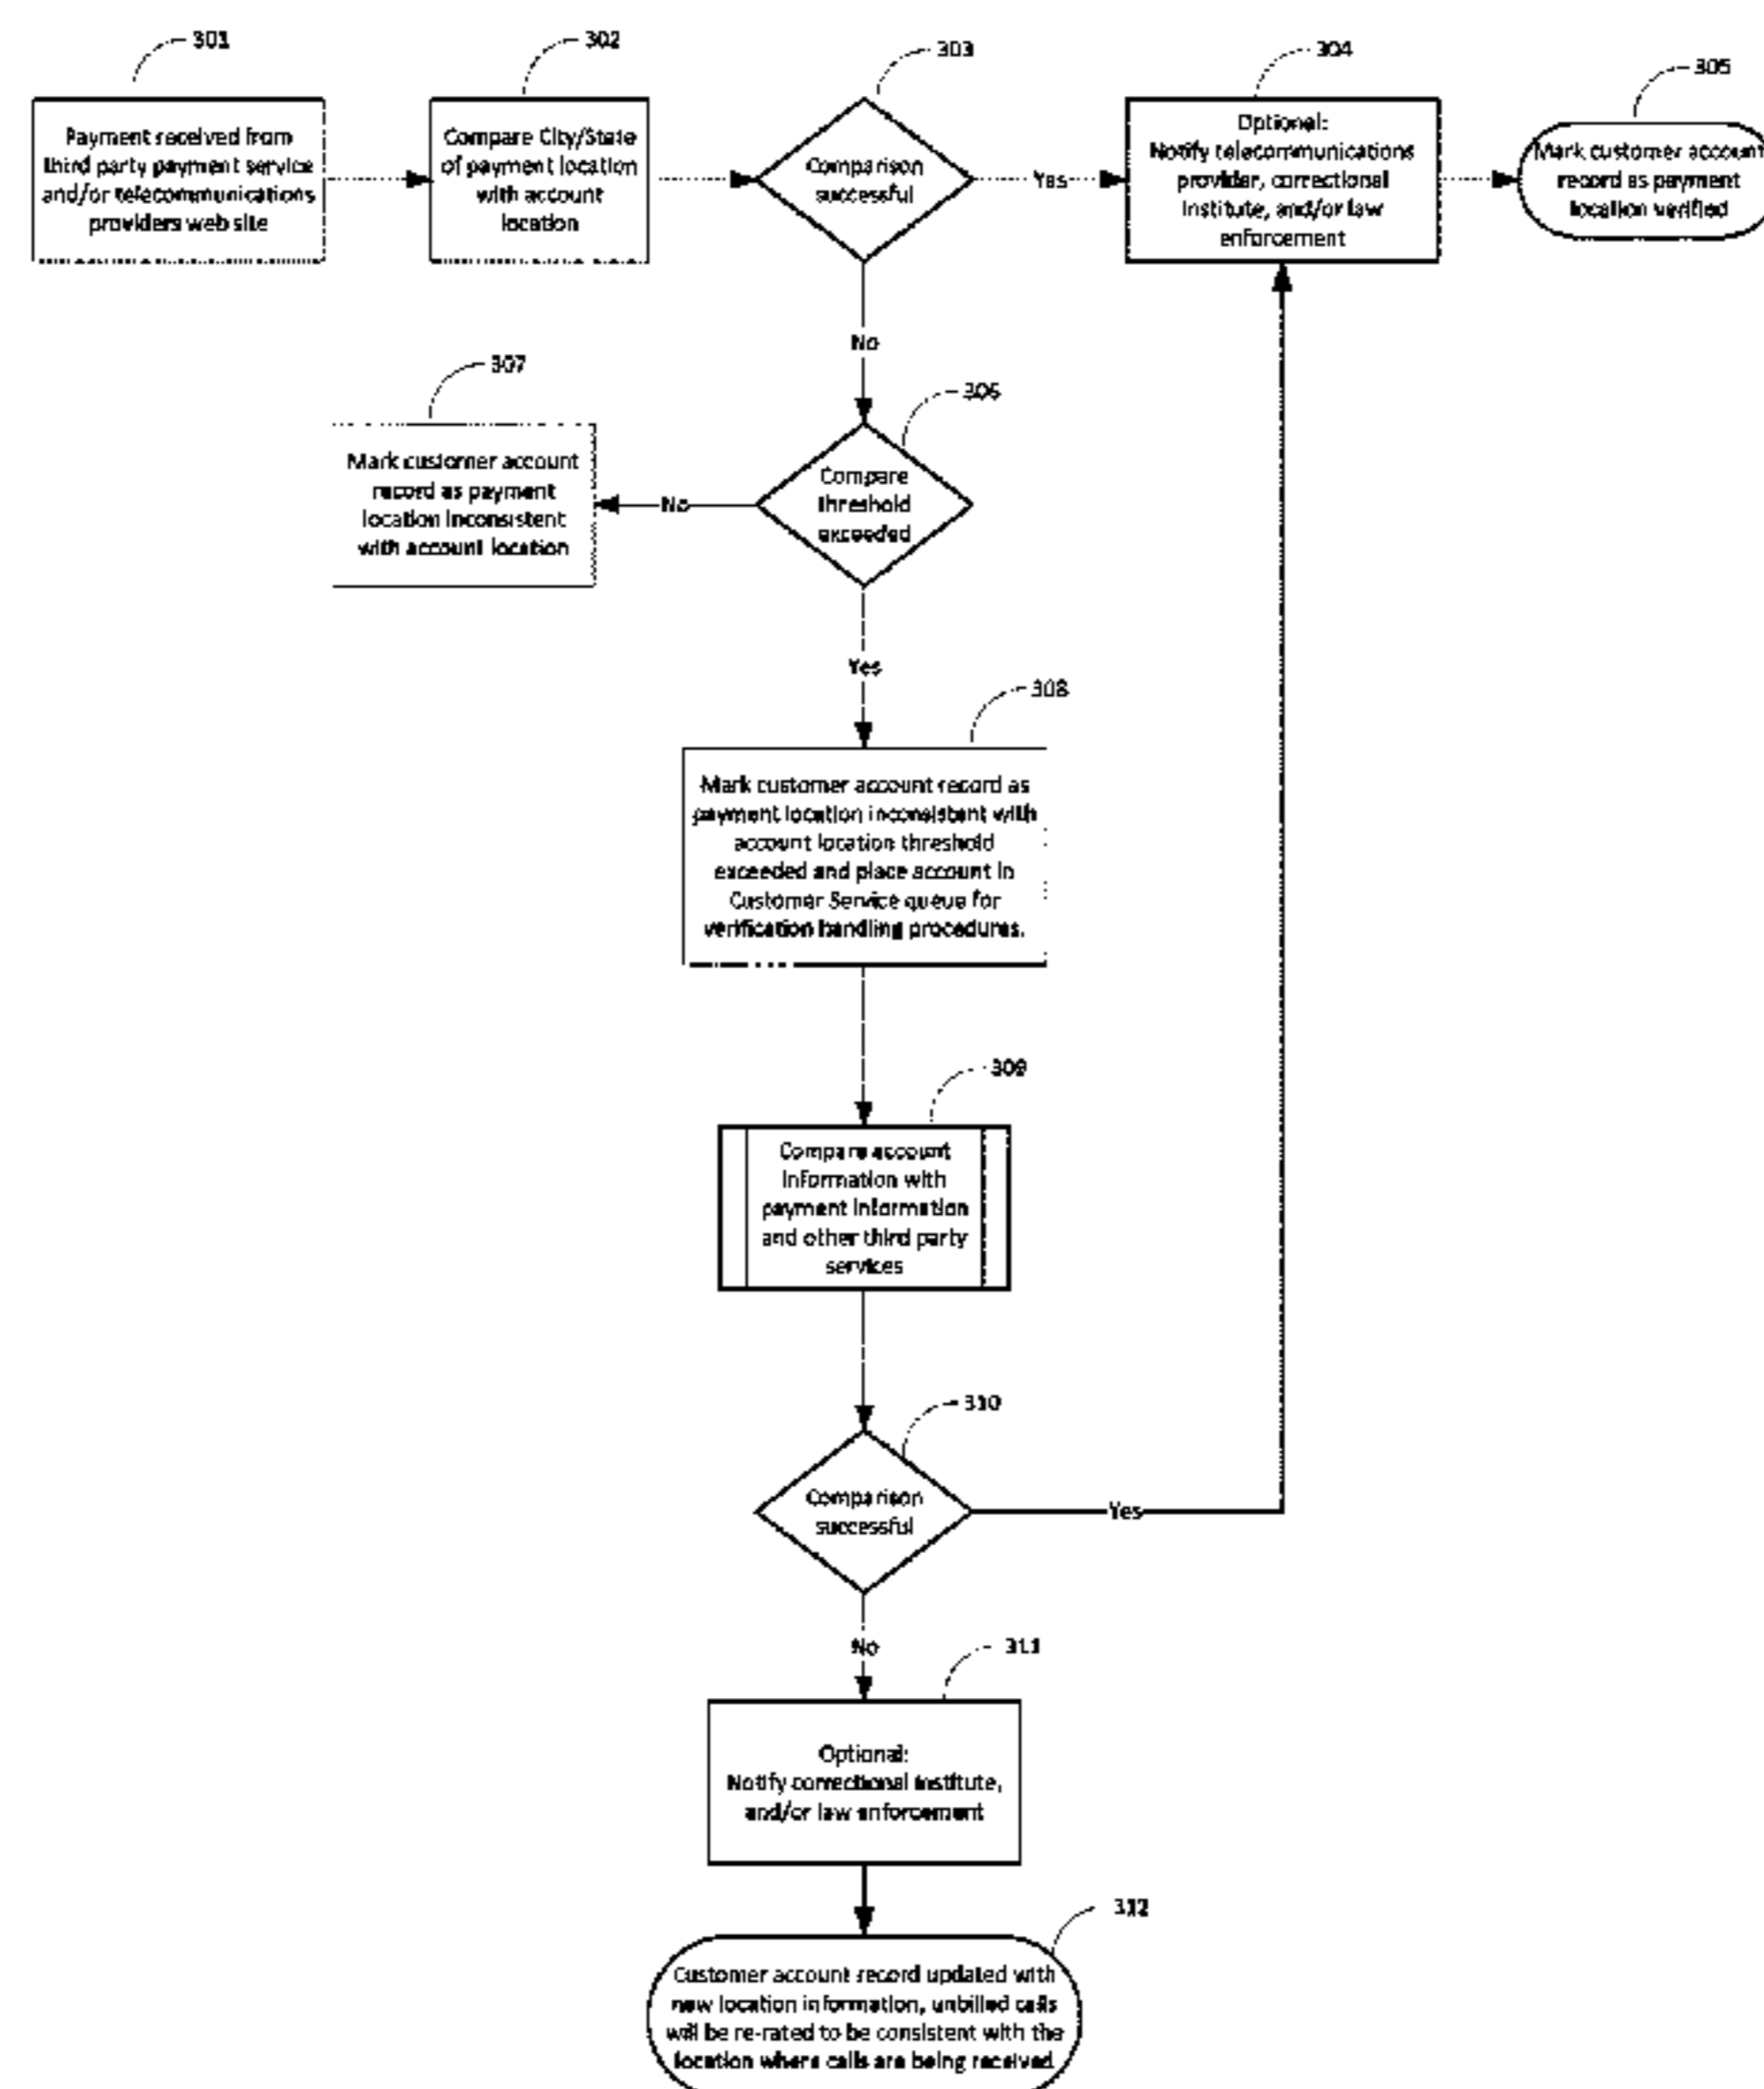 301
Payment received from
third party payment service
and/or telecommunications
providers web site
302
Compare City/State
of payment location
with account
location
303
Comparison
successful
Yes
304
Optional:
Notify telecommunications
provider, correctional
institute, and/or law
enforcement
305
Mark customer account
record as payment
location verified
No
306
Compare
threshold
exceeded
No
307
Mark customer account
record as payment
location inconsistent
with account location
Yes
308
Mark customer account record as
payment location inconsistent with
account location threshold
exceeded and place account in
Customer Service queue for
verification handling procedures.
309
Compare account
information with
payment information
and other third party
services
310
Comparison
successful
Yes
No
311
Optional:
Notify correctional institute,
and/or law enforcement
312
Customer account record updated with
new location information, unbilled calls
will be re-rated to be consistent with the
location where calls are being received